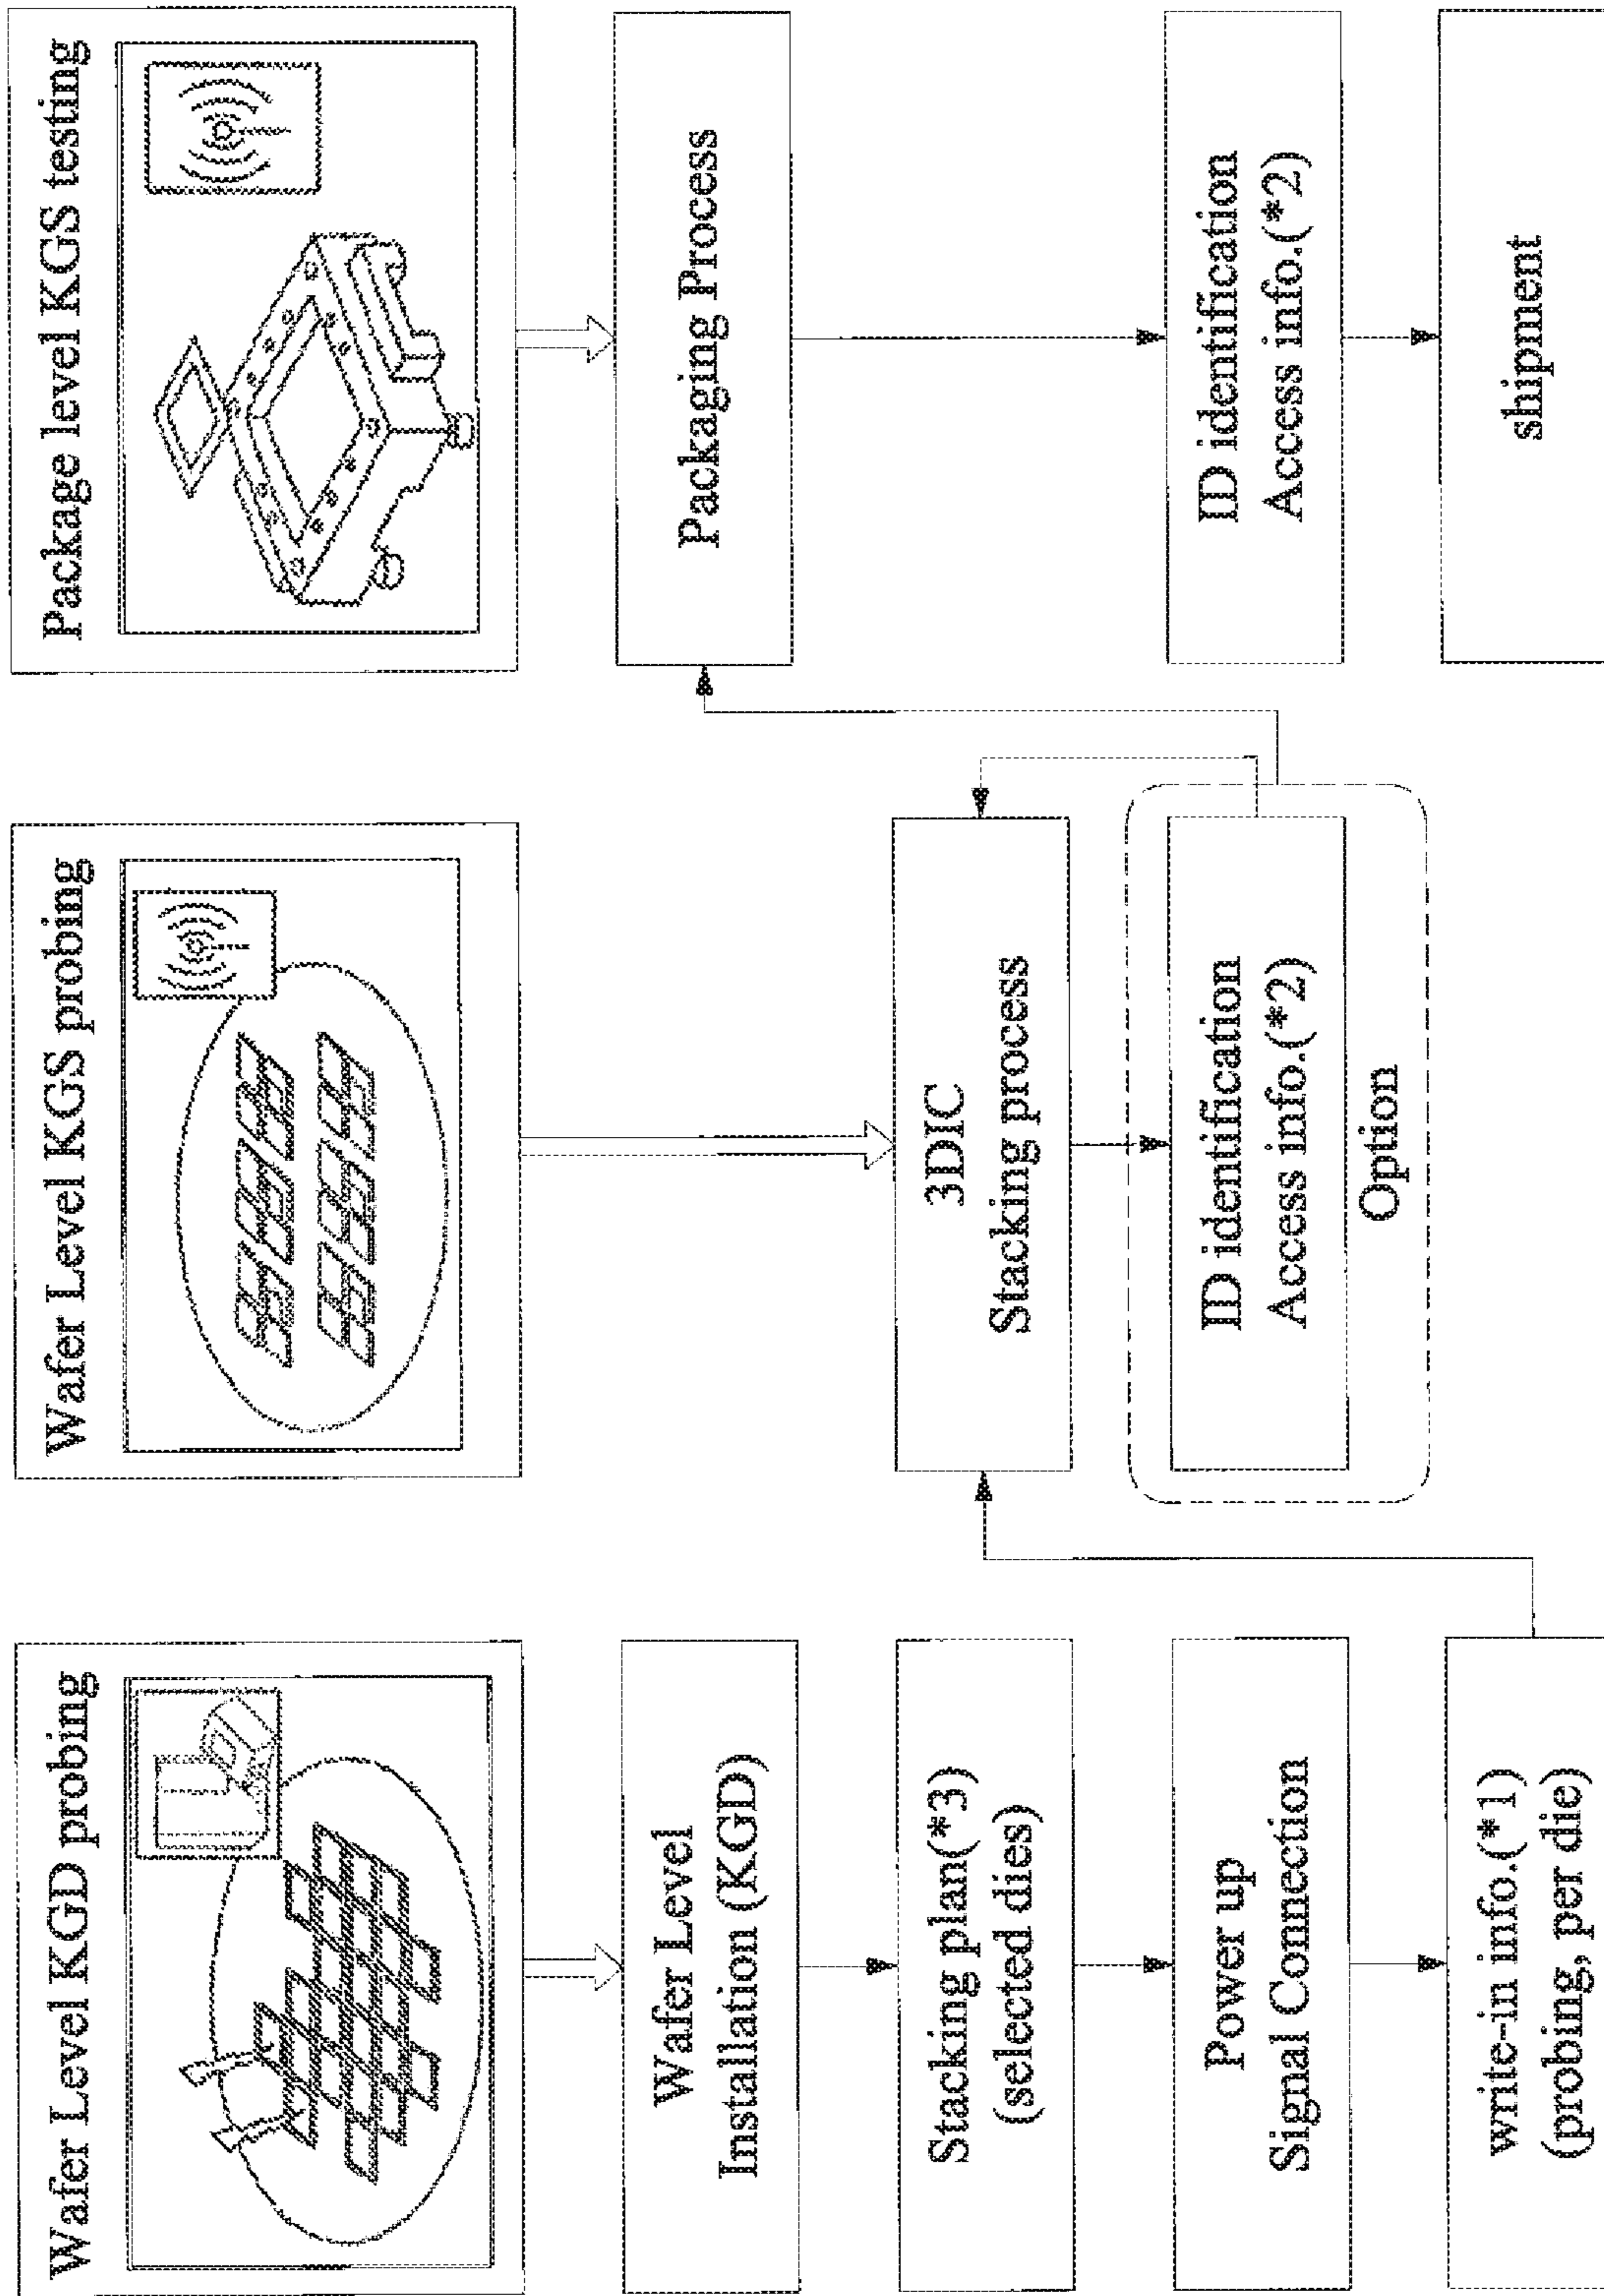 Wafer Level KGD probing
Wafer Level
Installation (KGD)
Stacking plan(*3)
(selected dies)
Power up
Signal Connection
write-in info.(*1)
(probing, per die)
Wafer Level KGS probing
3DIC
Stacking process
ID identification
Access info.(*2)
Option
Package level KGS testing
Packaging Process
ID identification
Access info.(*2)
shipment